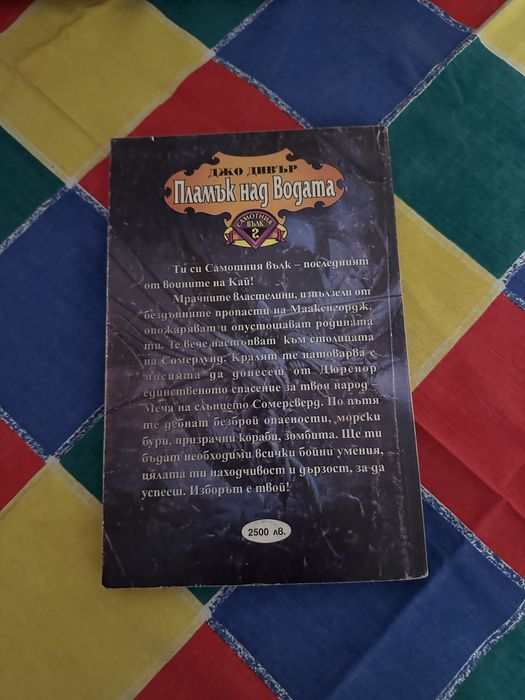 ДЖО ДИВЪР
Пламък над Водата
САМОТНИЯ
ВЪЛК
2
Ти си Самотния вълк – последният
от воините на Кай!
Мрачните властелини, изпълзели от
бездънните пропасти на Маакенгордж,
опожаряват и опустошават родината
ти. Те вече настъпват към столицата
на Сомерлунд. Кралят те натоварва с
мисията да донесеш от Дюренор
единственото спасение за твоя народ –
Меча на слънцето Сомерсверд. По пътя
те дебнат безброй опасности, морски
бури, призрачни кораби, зомбита. Ще ти
бъдат необходими всички бойни умения,
цялата ти находчивост и дързост, за да
успееш. Изборът е твой!
2500 лв.